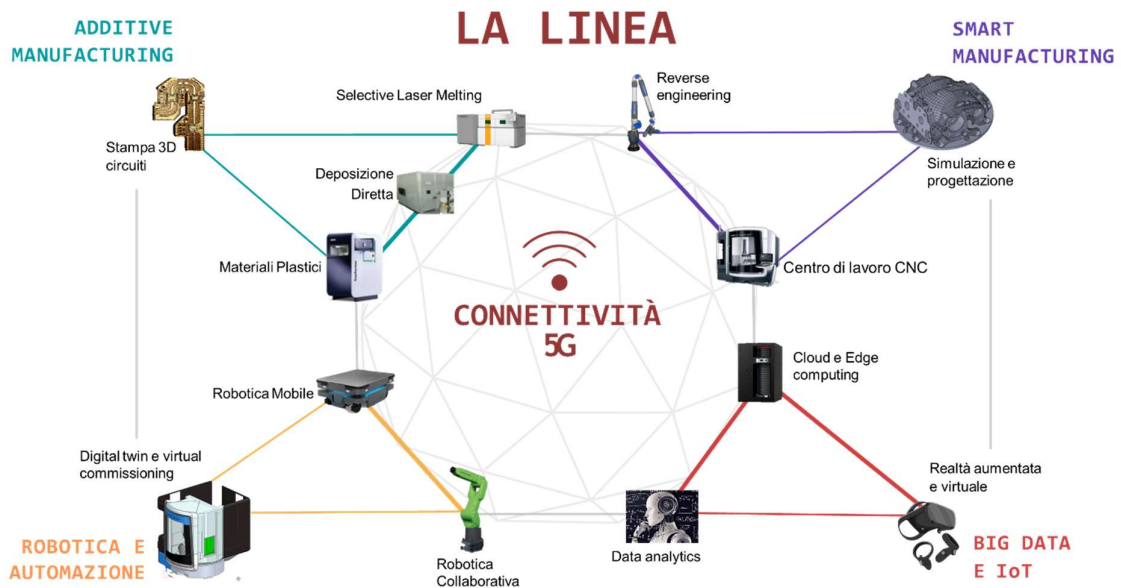 LA LINEA
ADDITIVE
MANUFACTURING
SMART
MANUFACTURING
Stampa 3D
circuiti
Selective Laser Melting
Deposizione
Diretta
Materiali Plastici
Reverse
engineering
Simulazione e
progettazione
Centro di lavoro CNC
CONNETTIVITÀ
5G
Robotica Mobile
Digital twin e virtual
commissioning
Robotica
Collaborativa
ROBOTICA E
AUTOMAZIONE
Cloud e Edge
computing
Data analytics
Realtà aumentata
e virtuale
BIG DATA
E IoT